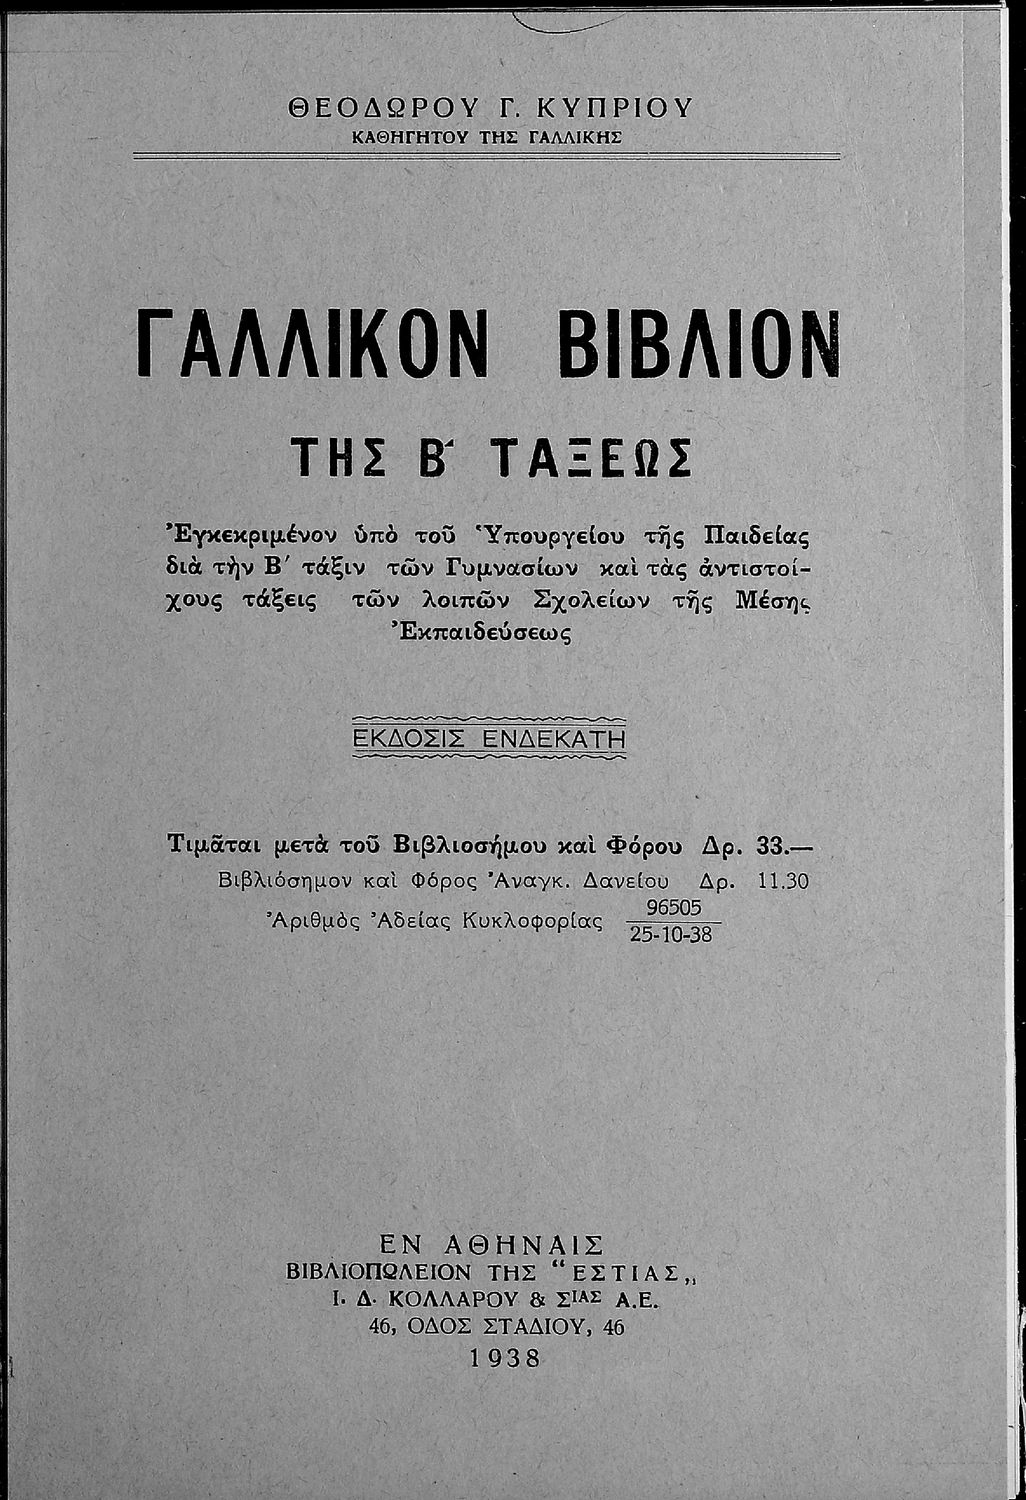 ΘΕΟΔΩΡΟΥ Γ. ΚΥΠΡΙΟΥ
ΚΑΘΗΓΗΤΟΥ ΤΗΣ ΓΑΛΛΙΚΗΣ
ΓΑΛΛΙΚΟΝ ΒΙΒΛΙΟΝ
ΤΗΣ Β΄ ΤΑΞΕΩΣ
Ἐγκεκριμένον ὑπὸ τοῦ Ὑπουργείου τῆς Παιδείας
διὰ τὴν Β΄ τάξιν τῶν Γυμνασίων καὶ τὰς ἀντιστοί-
χους τάξεις τῶν λοιπῶν Σχολείων τῆς Μέσης
Ἐκπαιδεύσεως
ΕΚΔΟΣΙΣ ΕΝΔΕΚΑΤΗ
Τιμᾶται μετὰ τοῦ Βιβλιοσήμου καὶ Φόρου Δρ. 33.—
Βιβλιόσημον καὶ Φόρος Ἀναγκ. Δανείου Δρ. 11.30
Ἀριθμὸς Ἀδείας Κυκλοφορίας 96505
25-10-38
ΕΝ ΑΘΗΝΑΙΣ
ΒΙΒΛΙΟΠΩΛΕΙΟΝ ΤΗΣ “ΕΣΤΙΑΣ„
Ι. Δ. ΚΟΛΛΑΡΟΥ & ΣΙΑΣ Α.Ε.
46, ΟΔΟΣ ΣΤΑΔΙΟΥ, 46
1938